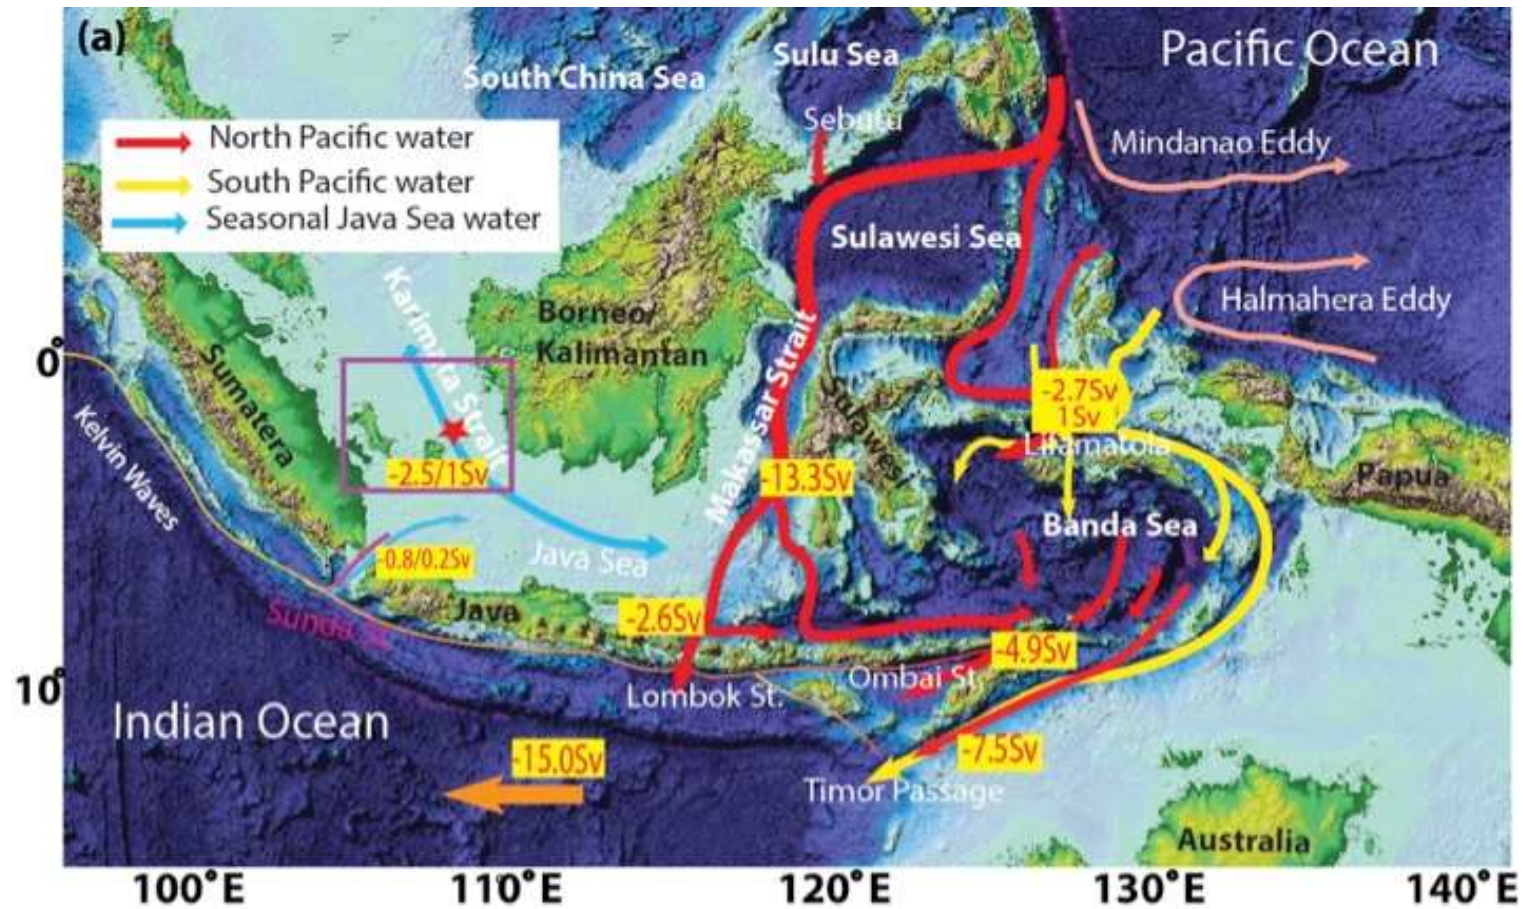 (a)
South China Sea
Sulu Sea
Pacific Ocean
Sebutu
North Pacific water
South Pacific water
Seasonal Java Sea water
Mindanao Eddy
Sulawesi Sea
Halmahera Eddy
Karimata Strait
Borneo/
Kalimantan
Makassar Strait
0°
Sumatera
Sulawesi
-2.7Sv
1Sv
Lifamatola
Kelvin Waves
-2.5/1Sv
-13.3Sv
Papua
Banda Sea
Java Sea
-0.8/0.2Sv
Java
Sunda St.
-2.6Sv
-4.9Sv
Ombai St.
10°
Lombok St.
Indian Ocean
-15.0Sv
-7.5Sv
Timor Passage
Australia
100°E
110°E
120°E
130°E
140°E